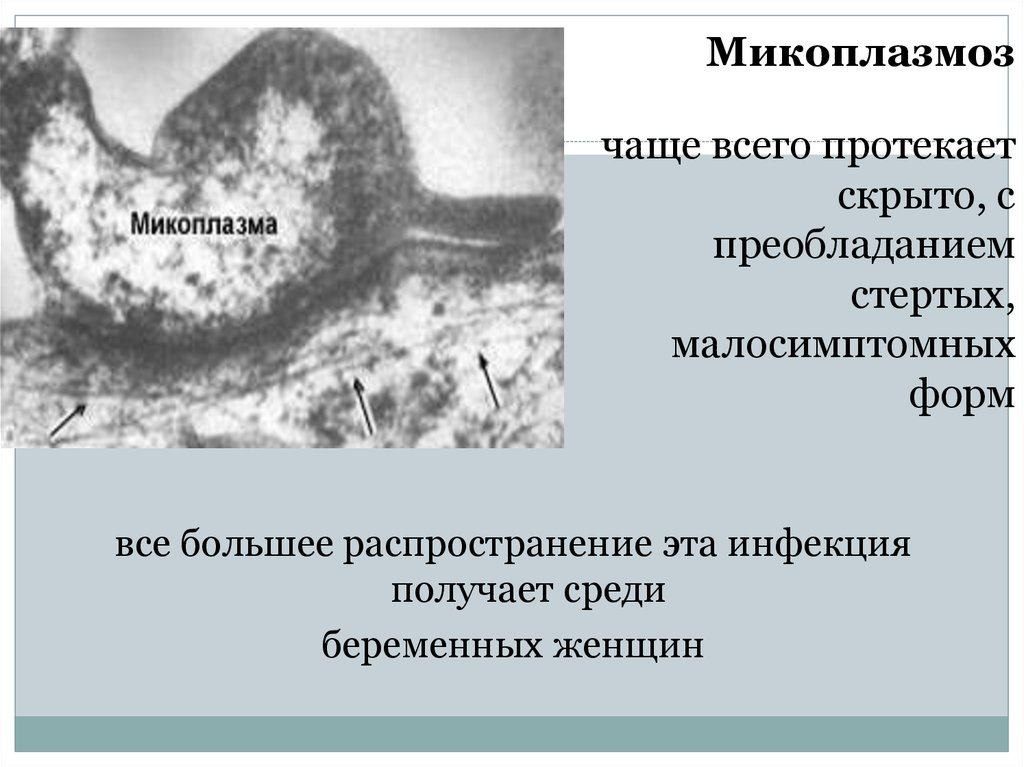 Микоплазмоз
чаще всего протекает
скрыто, с
преобладанием
стертых,
малосимптомных
форм
Микоплазма
все большее распространение эта инфекция
получает среди
беременных женщин